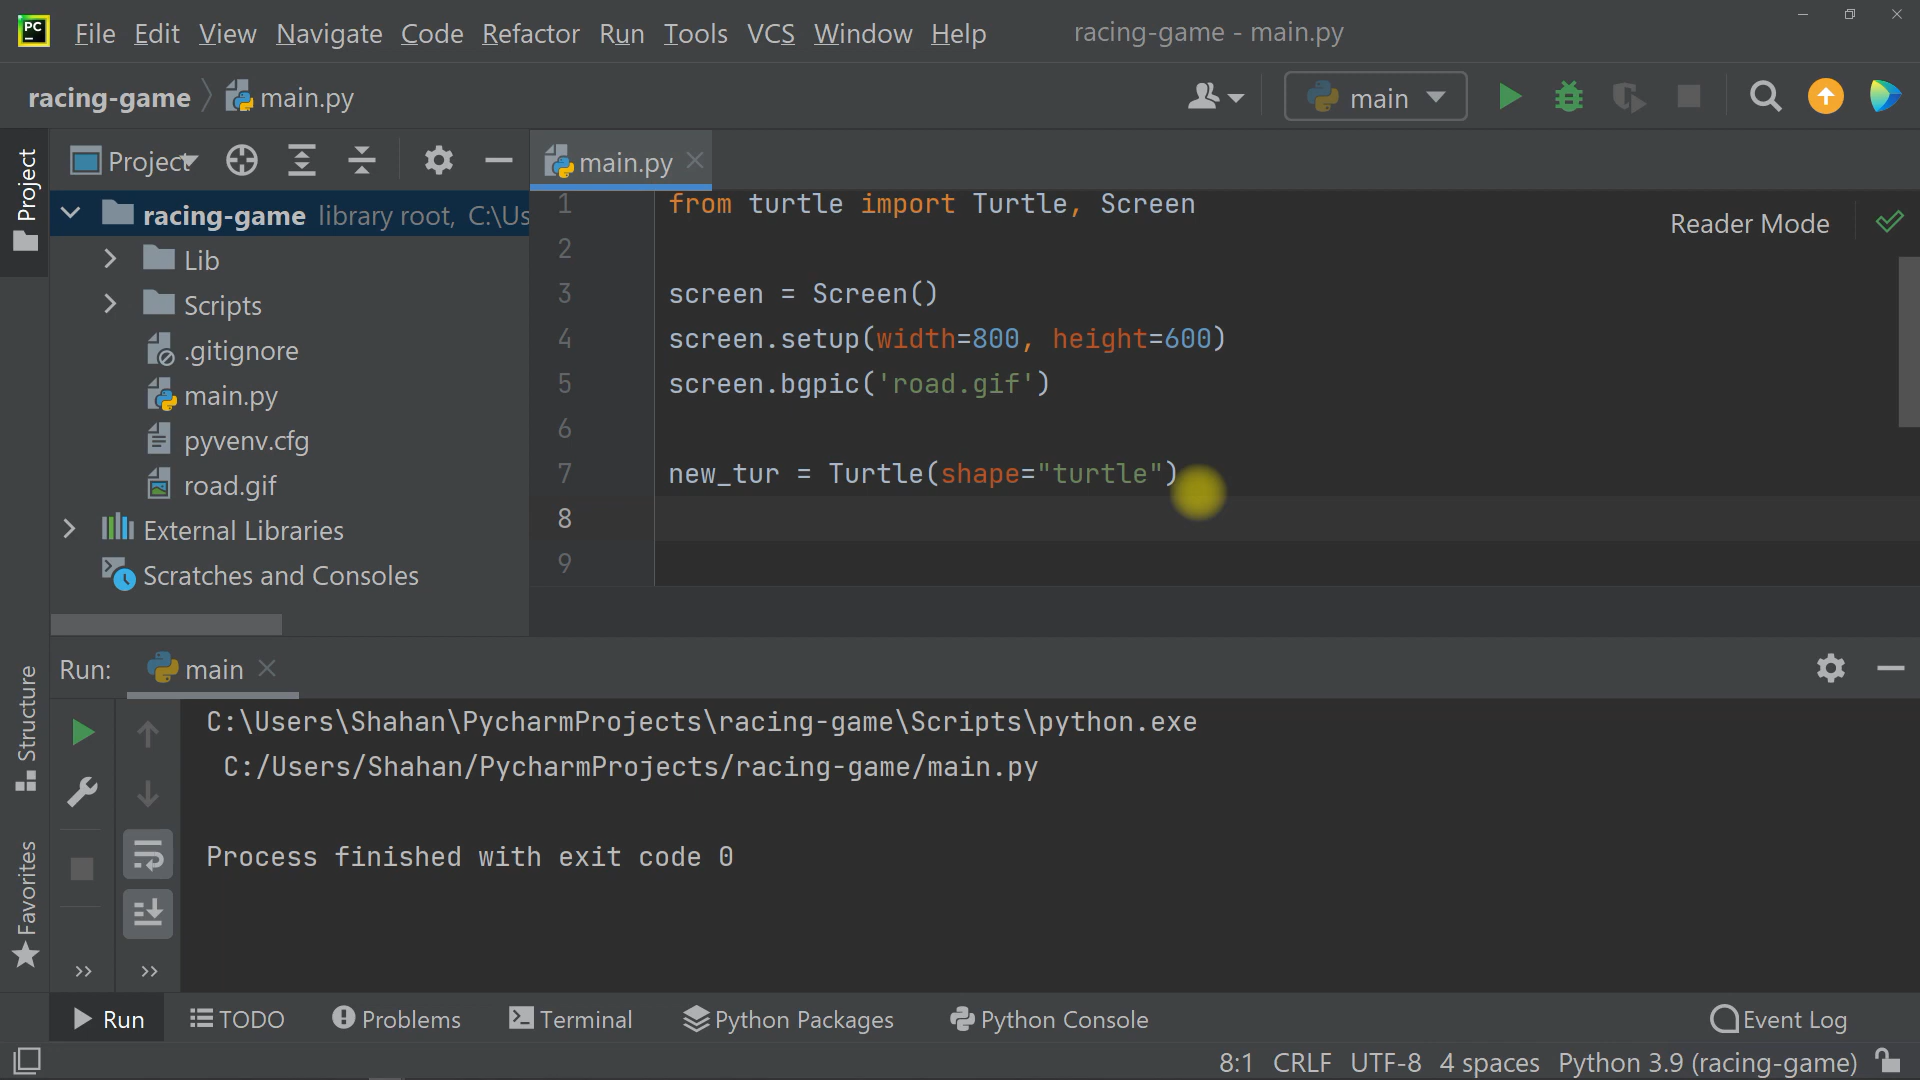 PC
File Edit View Navigate Code Refactor Run Tools VCS Window Help racing-game - main.py
racing-game main.py main
Project
Project
main.py
racing-game library root, C:\Us
Lib
Scripts
.gitignore
main.py
pyvenv.cfg
road.gif
External Libraries
Scratches and Consoles
Reader Mode
1 from turtle import Turtle, Screen
2
3 screen = Screen()
4 screen.setup(width=800, height=600)
5 screen.bgpic('road.gif')
6
7 new_tur = Turtle(shape="turtle")
8
9
Structure
Favorites
Run: main
C:\Users\Shahan\PycharmProjects\racing-game\Scripts\python.exe
C:/Users/Shahan/PycharmProjects/racing-game/main.py
Process finished with exit code 0
Run TODO Problems Terminal Python Packages Python Console Event Log
8:1 CRLF UTF-8 4 spaces Python 3.9 (racing-game)